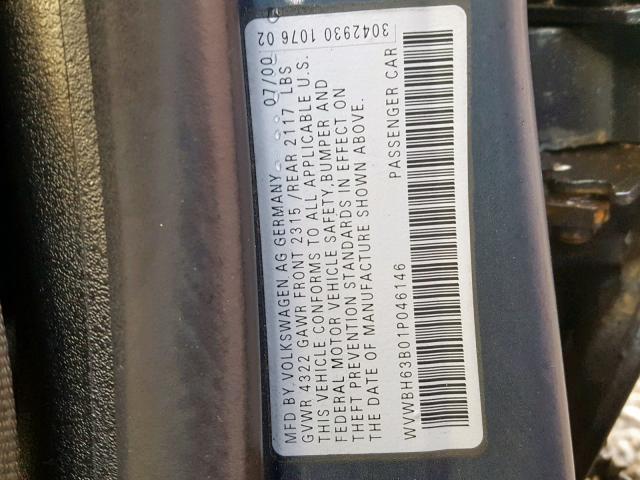 MFD BY VOLKSWAGEN AG GERMANY 07/00
GVWR 4322 GAWR FRONT 2315 /REAR 2117 LBS
THIS VEHICLE CONFORMS TO ALL APPLICABLE U.S.
FEDERAL MOTOR VEHICLE SAFETY,BUMPER AND
THEFT PREVENTION STANDARDS IN EFFECT ON
THE DATE OF MANUFACTURE SHOWN ABOVE.
3042930 1076 02
PASSENGER CAR
WVWBH63B01P046146